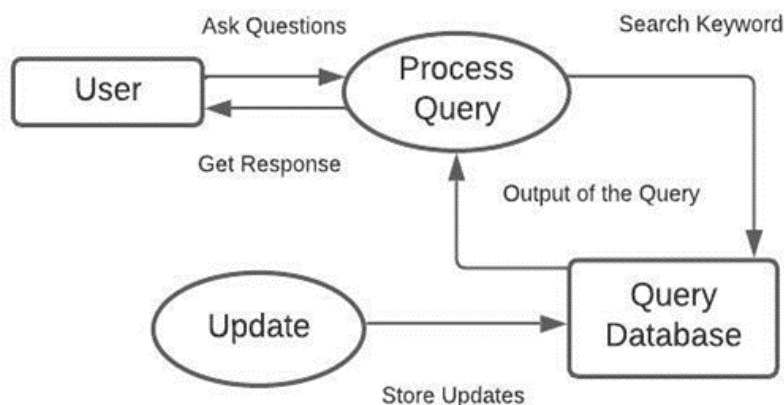 Ask Questions
Search Keyword
User
Process
Query
Get Response
Output of the Query
Update
Query
Database
Store Updates